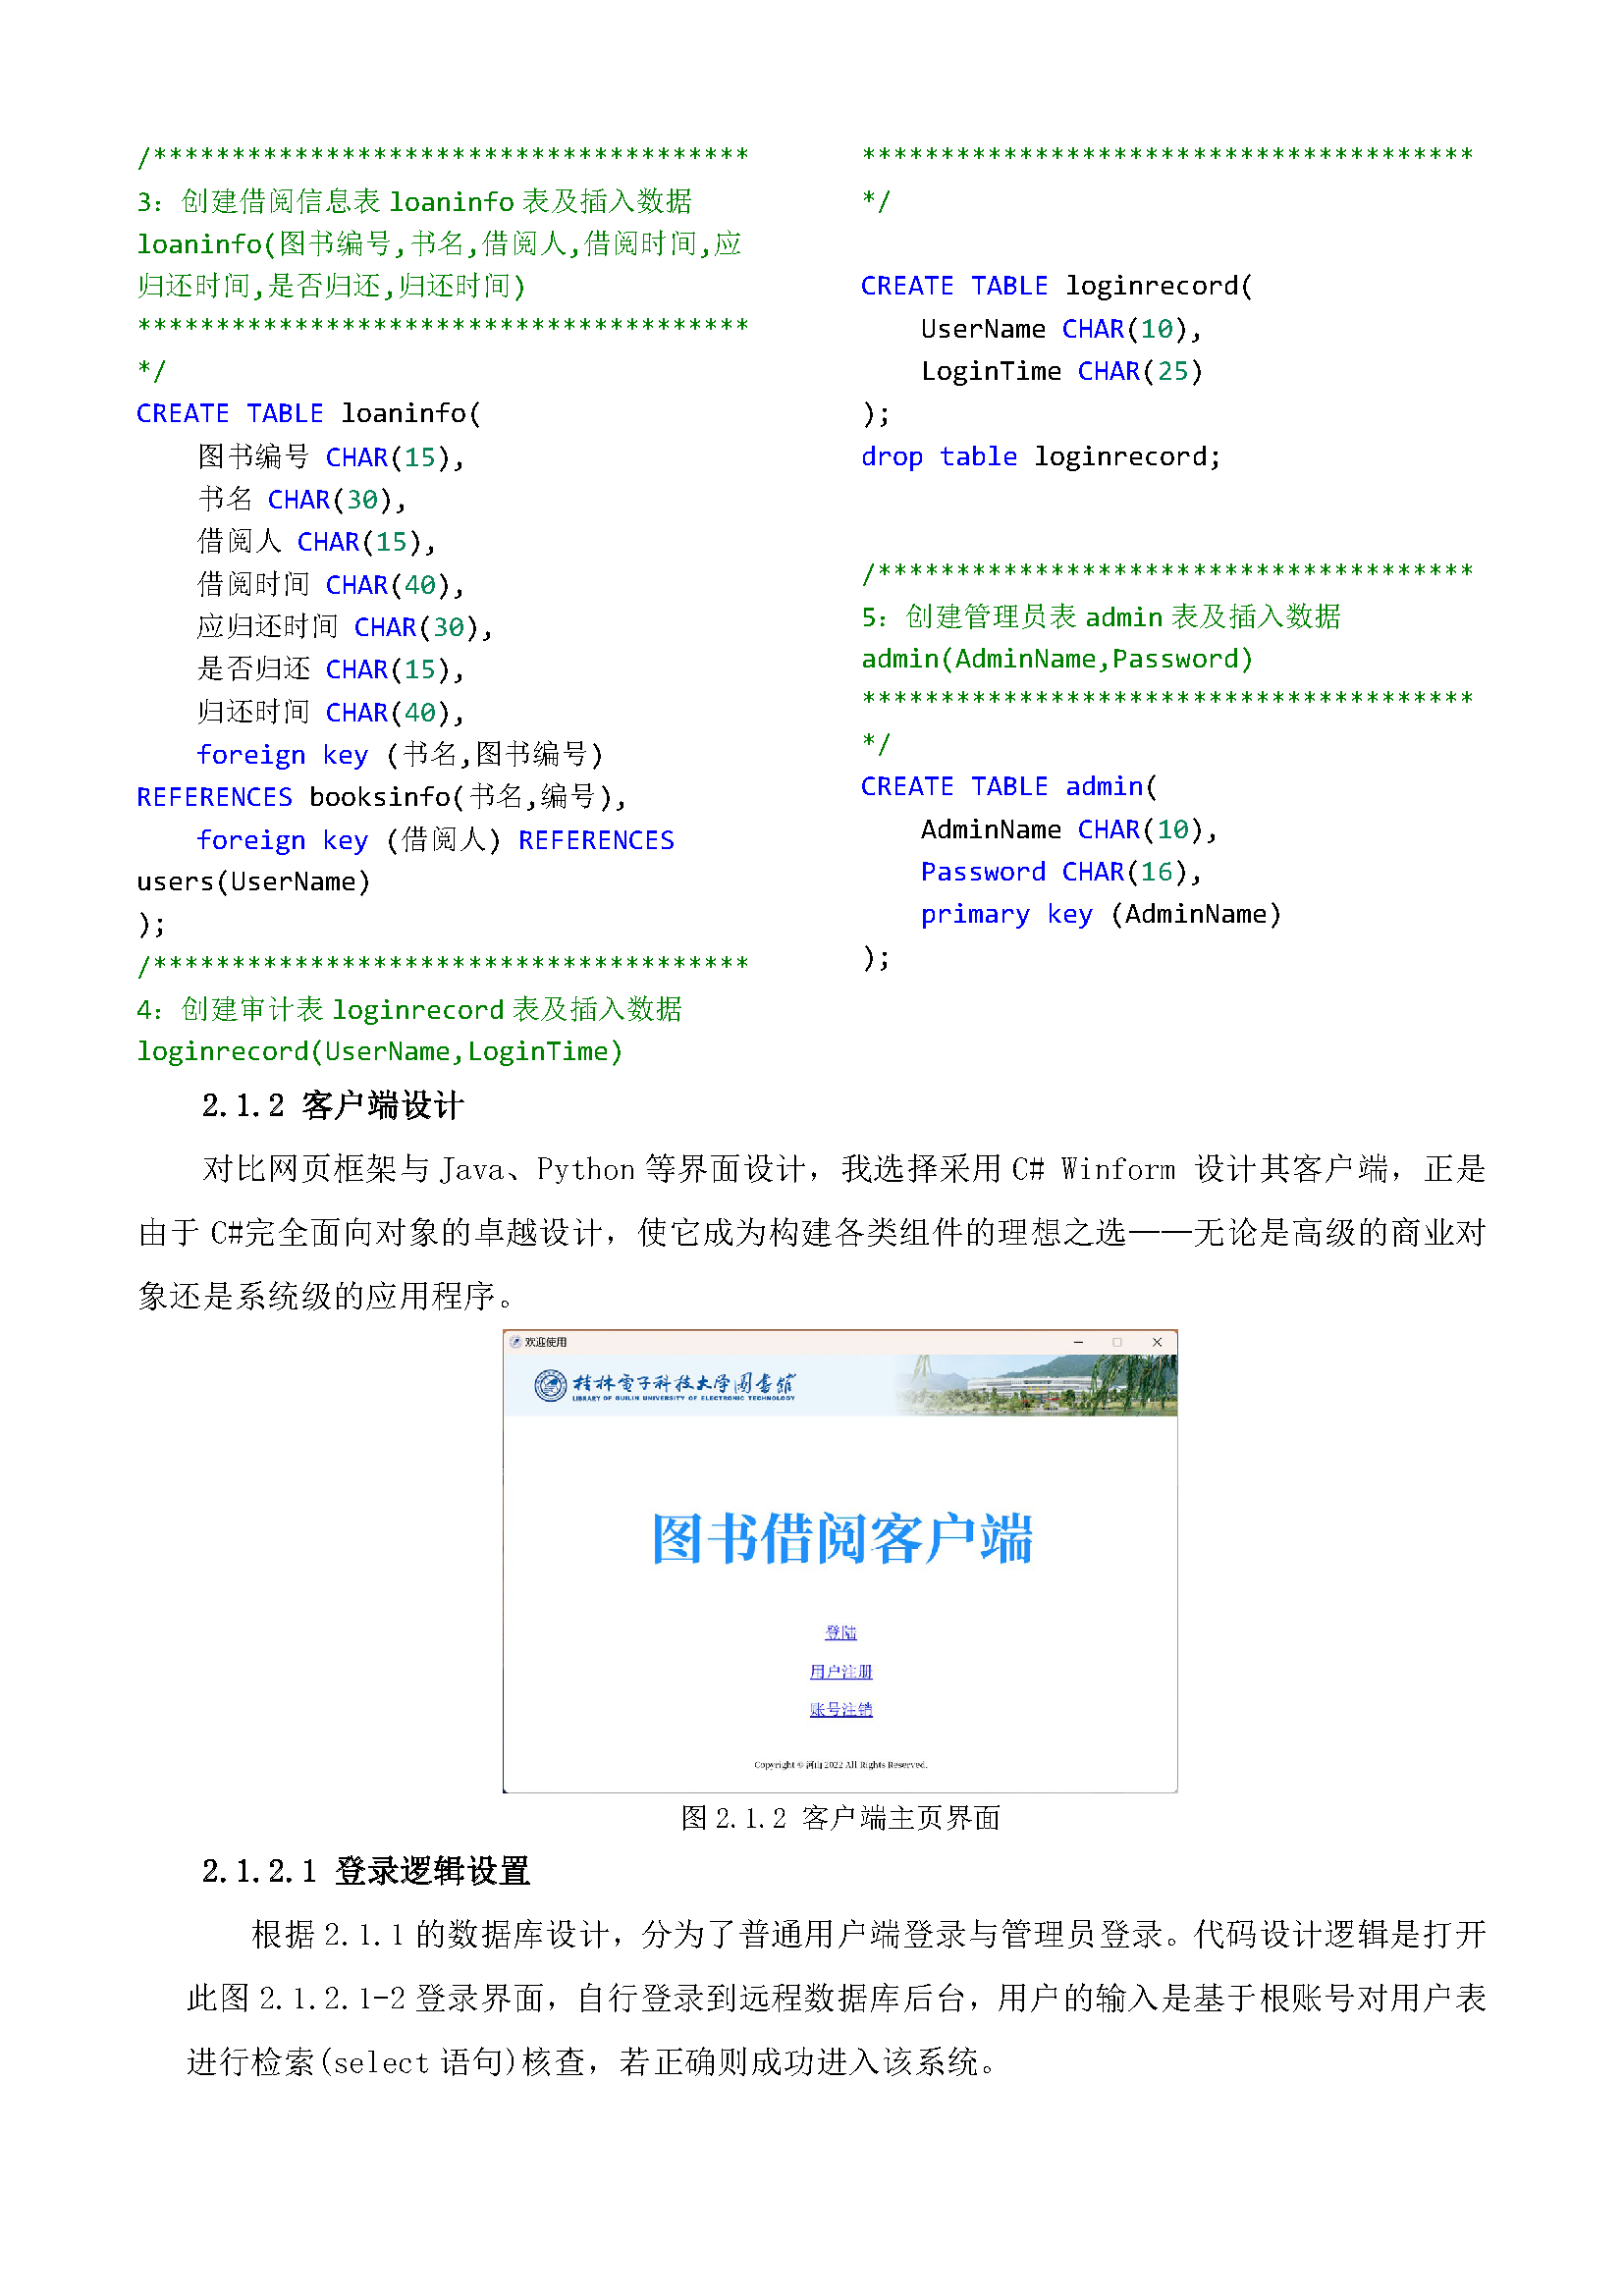 /**************************************
3：创建借阅信息表 loaninfo 表及插入数据
loaninfo(图书编号,书名,借阅人,借阅时间,应
归还时间,是否归还,归还时间)
***************************************
*/
CREATE TABLE loaninfo(
图书编号 CHAR(15),
书名 CHAR(30),
借阅人 CHAR(15),
借阅时间 CHAR(40),
应归还时间 CHAR(30),
是否归还 CHAR(15),
归还时间 CHAR(40),
foreign key (书名,图书编号)
REFERENCES booksinfo(书名,编号),
foreign key (借阅人) REFERENCES
users(UserName)
);
/**************************************
4：创建审计表 loginrecord 表及插入数据
loginrecord(UserName,LoginTime)
***************************************
*/
CREATE TABLE loginrecord(
UserName CHAR(10),
LoginTime CHAR(25)
);
drop table loginrecord;
/**************************************
5：创建管理员表 admin 表及插入数据
admin(AdminName,Password)
***************************************
*/
CREATE TABLE admin(
AdminName CHAR(10),
Password CHAR(16),
primary key (AdminName)
);
2.1.2 客户端设计
对比网页框架与 Java、Python 等界面设计，我选择采用 C# Winform 设计其客户端，正是
由于 C#完全面向对象的卓越设计，使它成为构建各类组件的理想之选——无论是高级的商业对
象还是系统级的应用程序。
欢迎使用
桂林電子科技大学図書館
LIBRARY OF GUILIN UNIVERSITY OF ELECTRONIC TECHNOLOGY
图书借阅客户端
登陆
用户注册
账号注销
Copyright © 河山 2022 All Rights Reserved.
图 2.1.2 客户端主页界面
2.1.2.1 登录逻辑设置
根据 2.1.1 的数据库设计，分为了普通用户端登录与管理员登录。代码设计逻辑是打开
此图 2.1.2.1-2 登录界面，自行登录到远程数据库后台，用户的输入是基于根账号对用户表
进行检索(select 语句)核查，若正确则成功进入该系统。